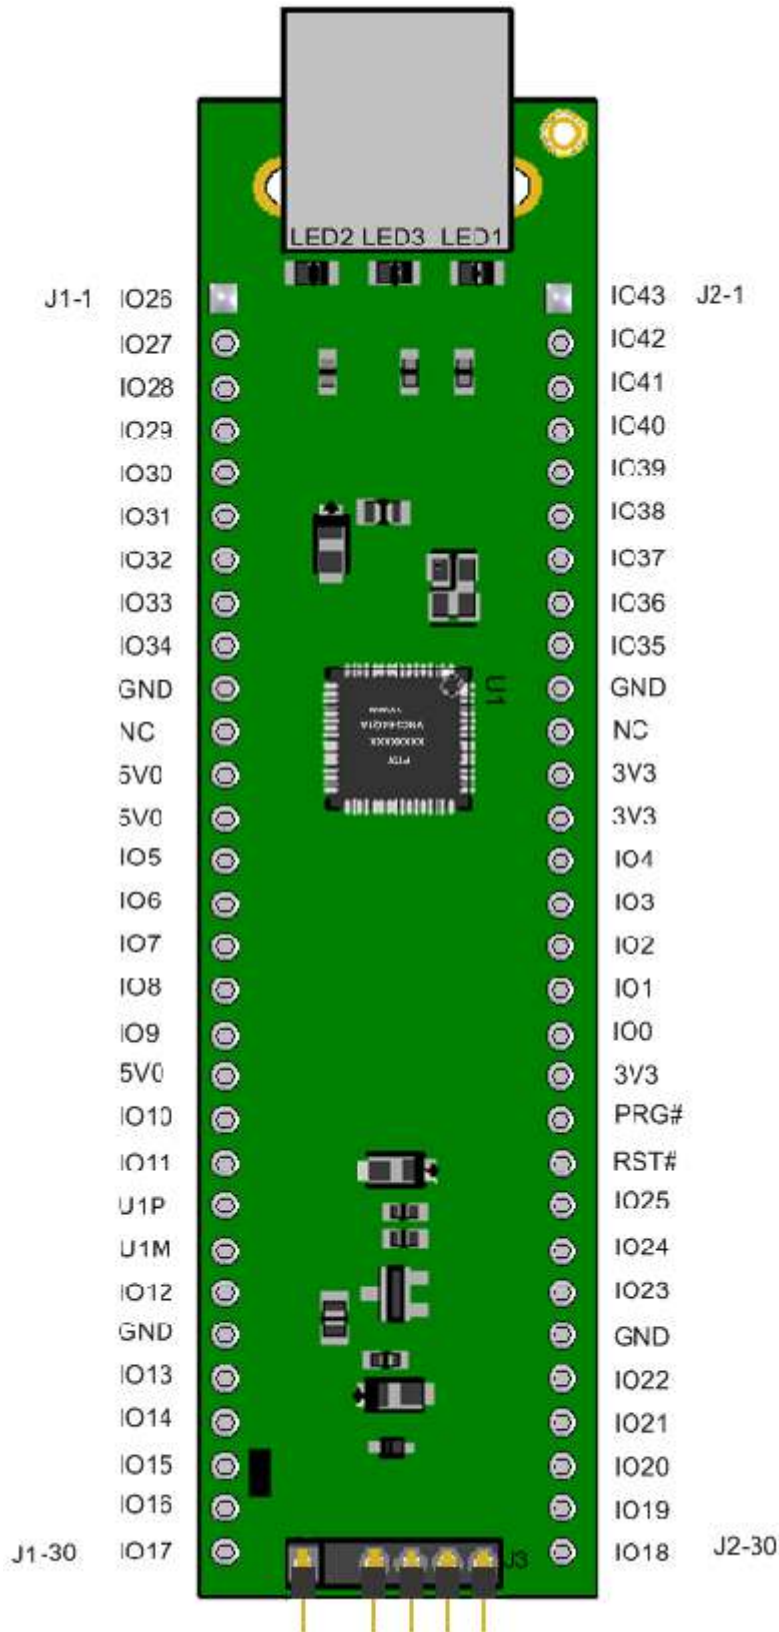 LED2 LED3 LED1
J1-1 IO26 IO43 J2-1
IO27 IO42
IO28 IO41
IO29 IO40
IO30 IO39
IO31 IO38
IO32 IO37
IO33 IO36
IO34 IO35
U1
GND GND
NC NC
5V0 3V3
5V0 3V3
IO5 IO4
IO6 IO3
IO7 IO2
IO8 IO1
IO9 IO0
5V0 3V3
IO10 PRG#
IO11 RST#
U1P IO25
U1M IO24
IO12 IO23
GND GND
IO13 IO22
IO14 IO21
IO15 IO20
IO16 IO19
J1-30 IO17 J3 IO18 J2-30